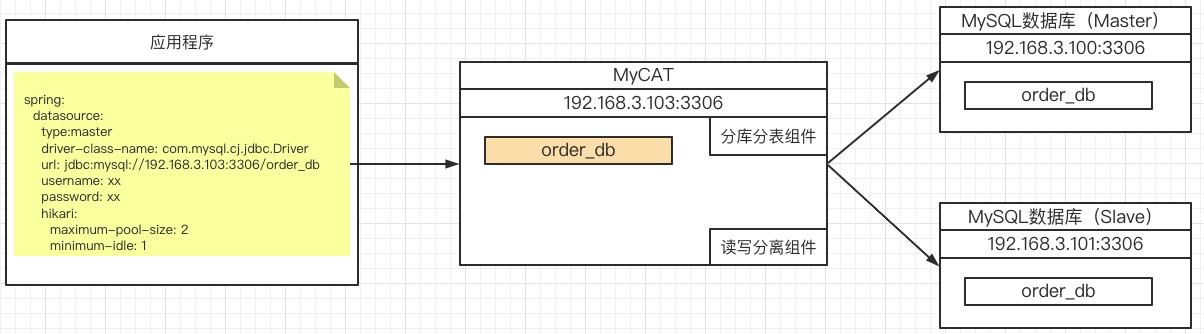 应用程序
spring:
datasource:
type:master
driver-class-name: com.mysql.cj.jdbc.Driver
url: jdbc:mysql://192.168.3.103:3306/order_db
username: xx
password: xx
hikari:
maximum-pool-size: 2
minimum-idle: 1
MyCAT
192.168.3.103:3306
order_db
分库分表组件
读写分离组件
MySQL数据库（Master）
192.168.3.100:3306
order_db
MySQL数据库（Slave）
192.168.3.101:3306
order_db